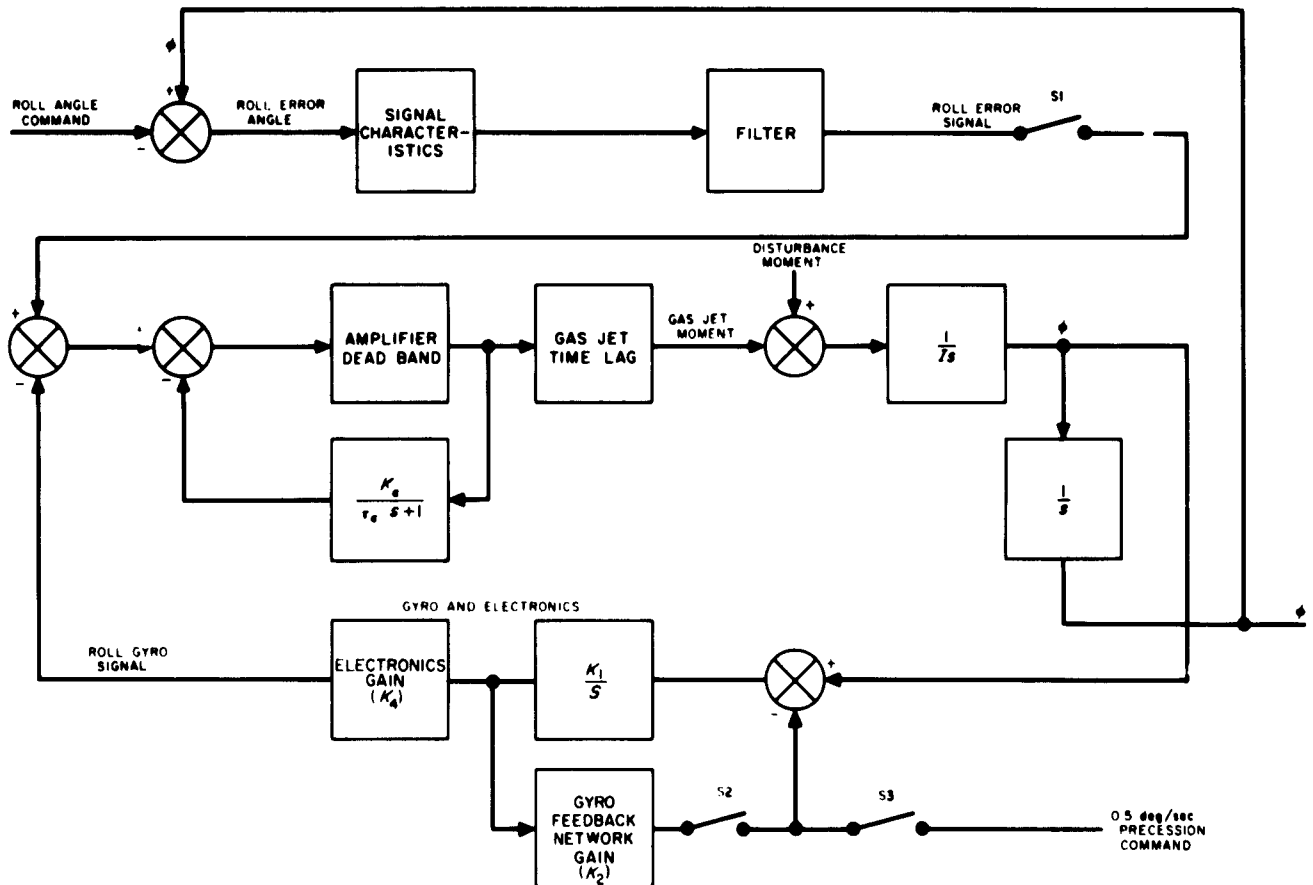 ϕ
+
ROLL ANGLE
COMMAND
-
ROLL ERROR
ANGLE
SIGNAL
CHARACTER-
ISTICS
FILTER
ROLL ERROR
SIGNAL
S1
DISTURBANCE
MOMENT
+
+
-
-
AMPLIFIER
DEAD BAND
GAS JET
TIME LAG
GAS JET
MOMENT
1
Is
ϕ
K
τ s +1
1
s
ϕ
GYRO AND ELECTRONICS
ROLL GYRO
SIGNAL
ELECTRONICS
GAIN
(K4)
K1
S
+
-
GYRO
FEEDBACK
NETWORK
GAIN
(K2)
S2
S3
0.5 deg/sec
PRECESSION
COMMAND